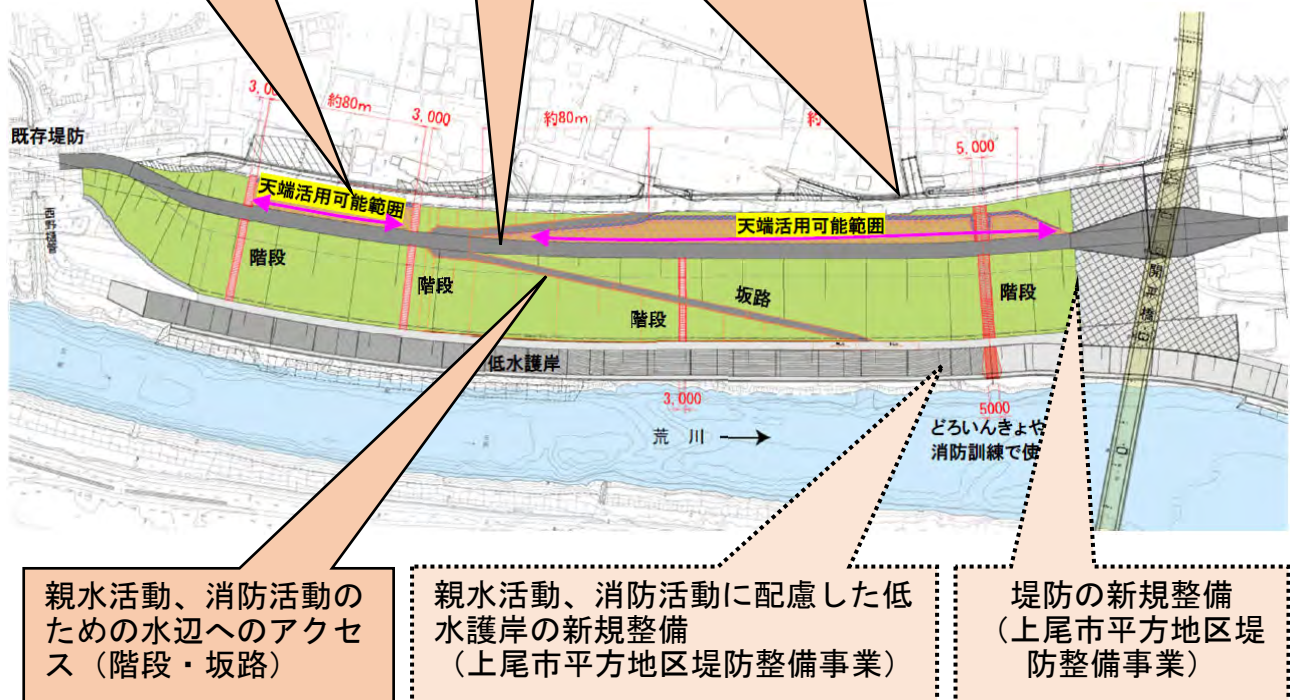 3,0
約80m
3,000
約80m
約
5,000
既存堤防
天端活用可能範囲
天端活用可能範囲
西野樋管
階段
階段
階段
坂路
階段
開平橋
低水護岸
3,000
5000
荒 川
どろいんきょや
消防訓練で使
親水活動、消防活動の
ための水辺へのアクセ
ス（階段・坂路）
親水活動、消防活動に配慮した低
水護岸の新規整備
（上尾市平方地区堤防整備事業）
堤防の新規整備
（上尾市平方地区堤
防整備事業）